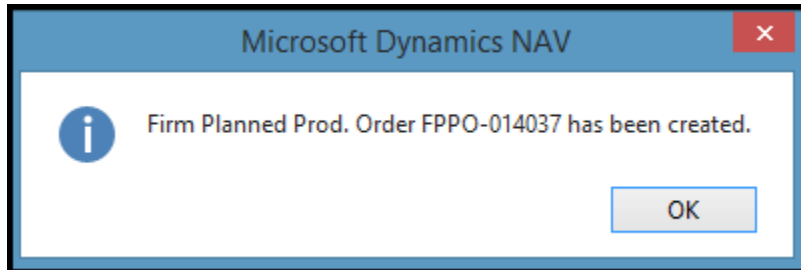 Microsoft Dynamics NAV
Firm Planned Prod. Order FPPO-014037 has been created.
OK